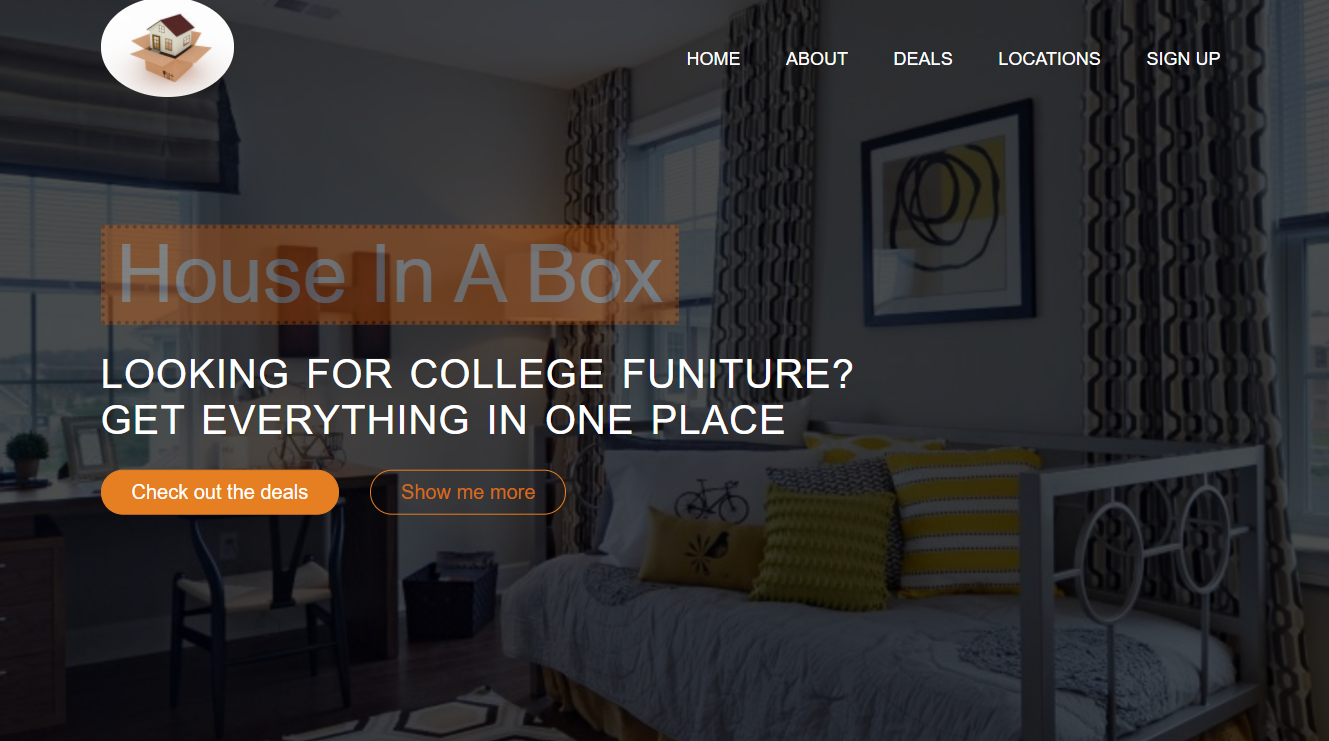 HOME ABOUT DEALS LOCATIONS SIGN UP
House In A Box
LOOKING FOR COLLEGE FUNITURE?
GET EVERYTHING IN ONE PLACE
Check out the deals Show me more